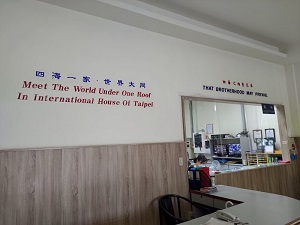 四海一家·世界大同
Meet The World Under One Roof
In International House Of Taipei
THAT BROTHERHOOD MAY PREVAIL